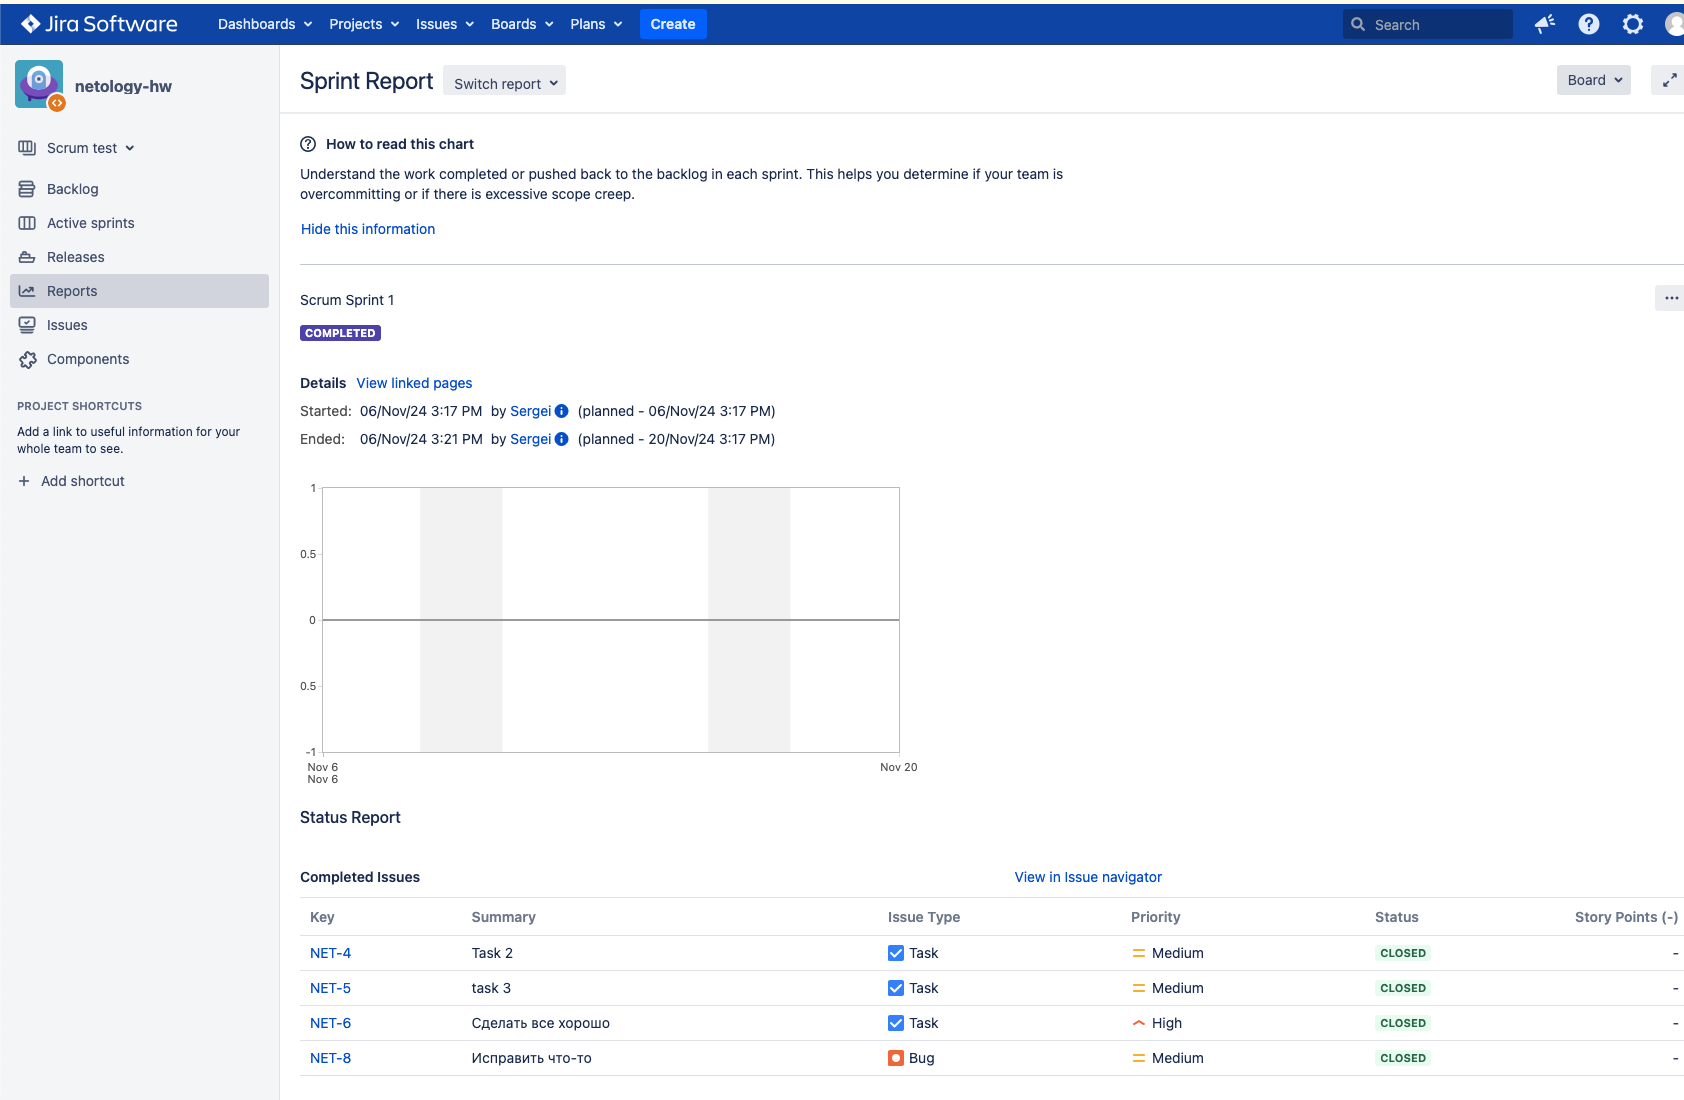 Jira Software
Dashboards Projects Issues Boards Plans Create Search
netology-hw
Scrum test
Backlog
Active sprints
Releases
Reports
Issues
Components
PROJECT SHORTCUTS
Add a link to useful information for your
whole team to see.
Add shortcut
Sprint Report Switch report Board
How to read this chart
Understand the work completed or pushed back to the backlog in each sprint. This helps you determine if your team is
overcommitting or if there is excessive scope creep.
Hide this information
Scrum Sprint 1
COMPLETED
Details View linked pages
Started: 06/Nov/24 3:17 PM by Sergei (planned - 06/Nov/24 3:17 PM)
Ended: 06/Nov/24 3:21 PM by Sergei (planned - 20/Nov/24 3:17 PM)
1
0.5
0
0.5
-1
Nov 6 Nov 20
Nov 6
Status Report
Completed Issues View in Issue navigator
Key Summary Issue Type Priority Status Story Points (-)
NET-4 Task 2 Task Medium CLOSED -
NET-5 task 3 Task Medium CLOSED -
NET-6 Сделать все хорошо Task High CLOSED -
NET-8 Исправить что-то Bug Medium CLOSED -